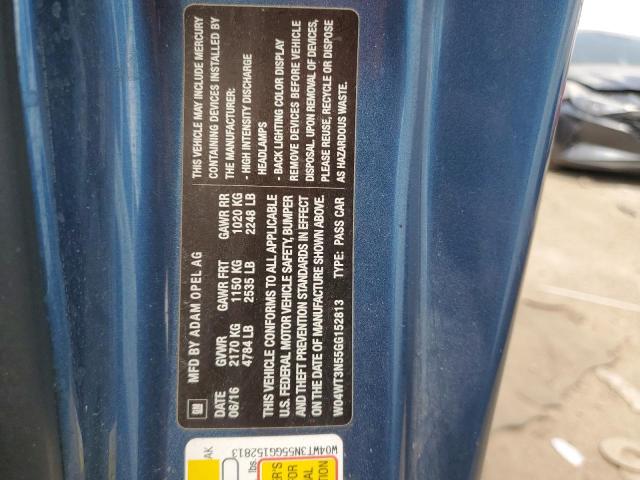 GM
MFD BY ADAM OPEL AG
DATE GVWR GAWR FRT GAWR RR
06/16 2170 KG 1150 KG 1020 KG
4784 LB 2535 LB 2248 LB
THIS VEHICLE CONFORMS TO ALL APPLICABLE
U.S. FEDERAL MOTOR VEHICLE SAFETY, BUMPER
AND THEFT PREVENTION STANDARDS IN EFFECT
ON THE DATE OF MANUFACTURE SHOWN ABOVE.
W04WT3N55GG152813 TYPE: PASS CAR
THIS VEHICLE MAY INCLUDE MERCURY
CONTAINING DEVICES INSTALLED BY
THE MANUFACTURER:
- HIGH INTENSITY DISCHARGE
HEADLAMPS
- BACK LIGHTING COLOR DISPLAY
REMOVE DEVICES BEFORE VEHICLE
DISPOSAL. UPON REMOVAL OF DEVICES,
PLEASE REUSE, RECYCLE OR DISPOSE
AS HAZARDOUS WASTE.
AK
W04WT3NS5GG152813
lbs.